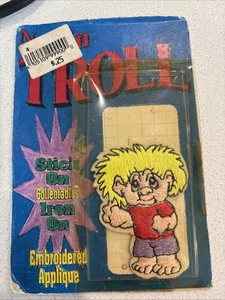 TROLL
$.25
Stick
On
Collectable
Iron
On
Embroidered
Applique